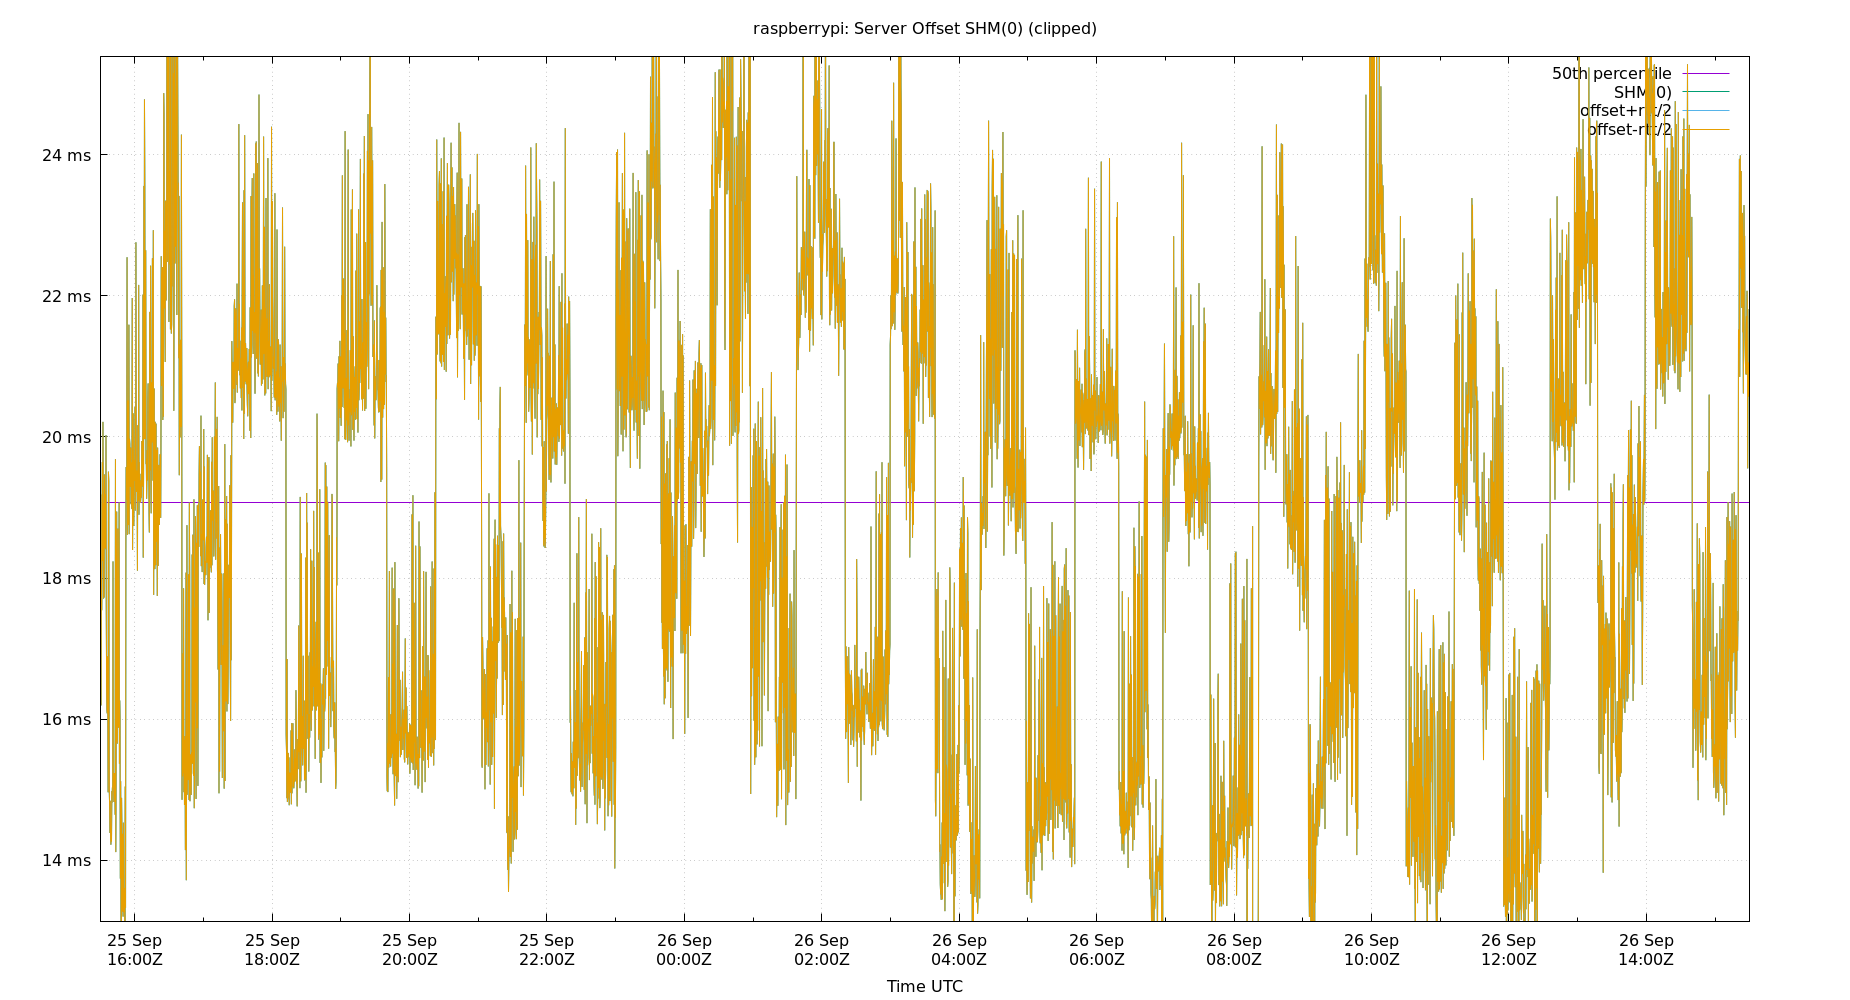 raspberrypi: Server Offset SHM(0) (clipped)
50th percentile
SHM(0)
offset+rtt/2
offset-rtt/2
24 ms
22 ms
20 ms
18 ms
16 ms
14 ms
25 Sep 25 Sep 25 Sep 25 Sep 26 Sep 26 Sep 26 Sep 26 Sep 26 Sep 26 Sep 26 Sep 26 Sep
16:00Z 18:00Z 20:00Z 22:00Z 00:00Z 02:00Z 04:00Z 06:00Z 08:00Z 10:00Z 12:00Z 14:00Z
Time UTC